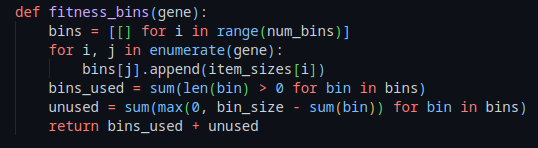 def fitness_bins(gene):
    bins = [[] for i in range(num_bins)]
    for i, j in enumerate(gene):
        bins[j].append(item_sizes[i])
    bins_used = sum(len(bin) > 0 for bin in bins)
    unused = sum(max(0, bin_size - sum(bin)) for bin in bins)
    return bins_used + unused